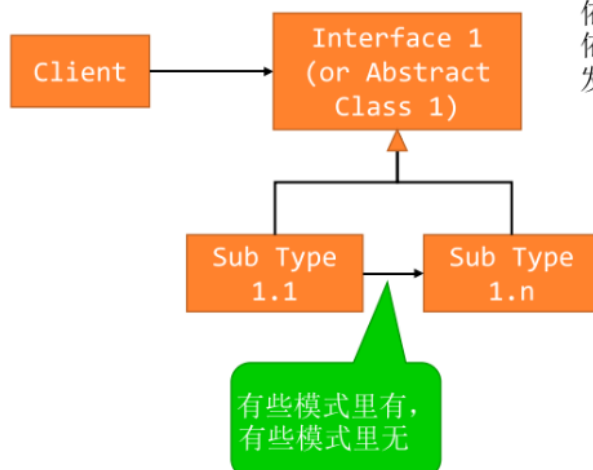 Client
Interface 1
(or Abstract
Class 1)
Sub Type
1.1
Sub Type
1.n
有些模式里有，
有些模式里无